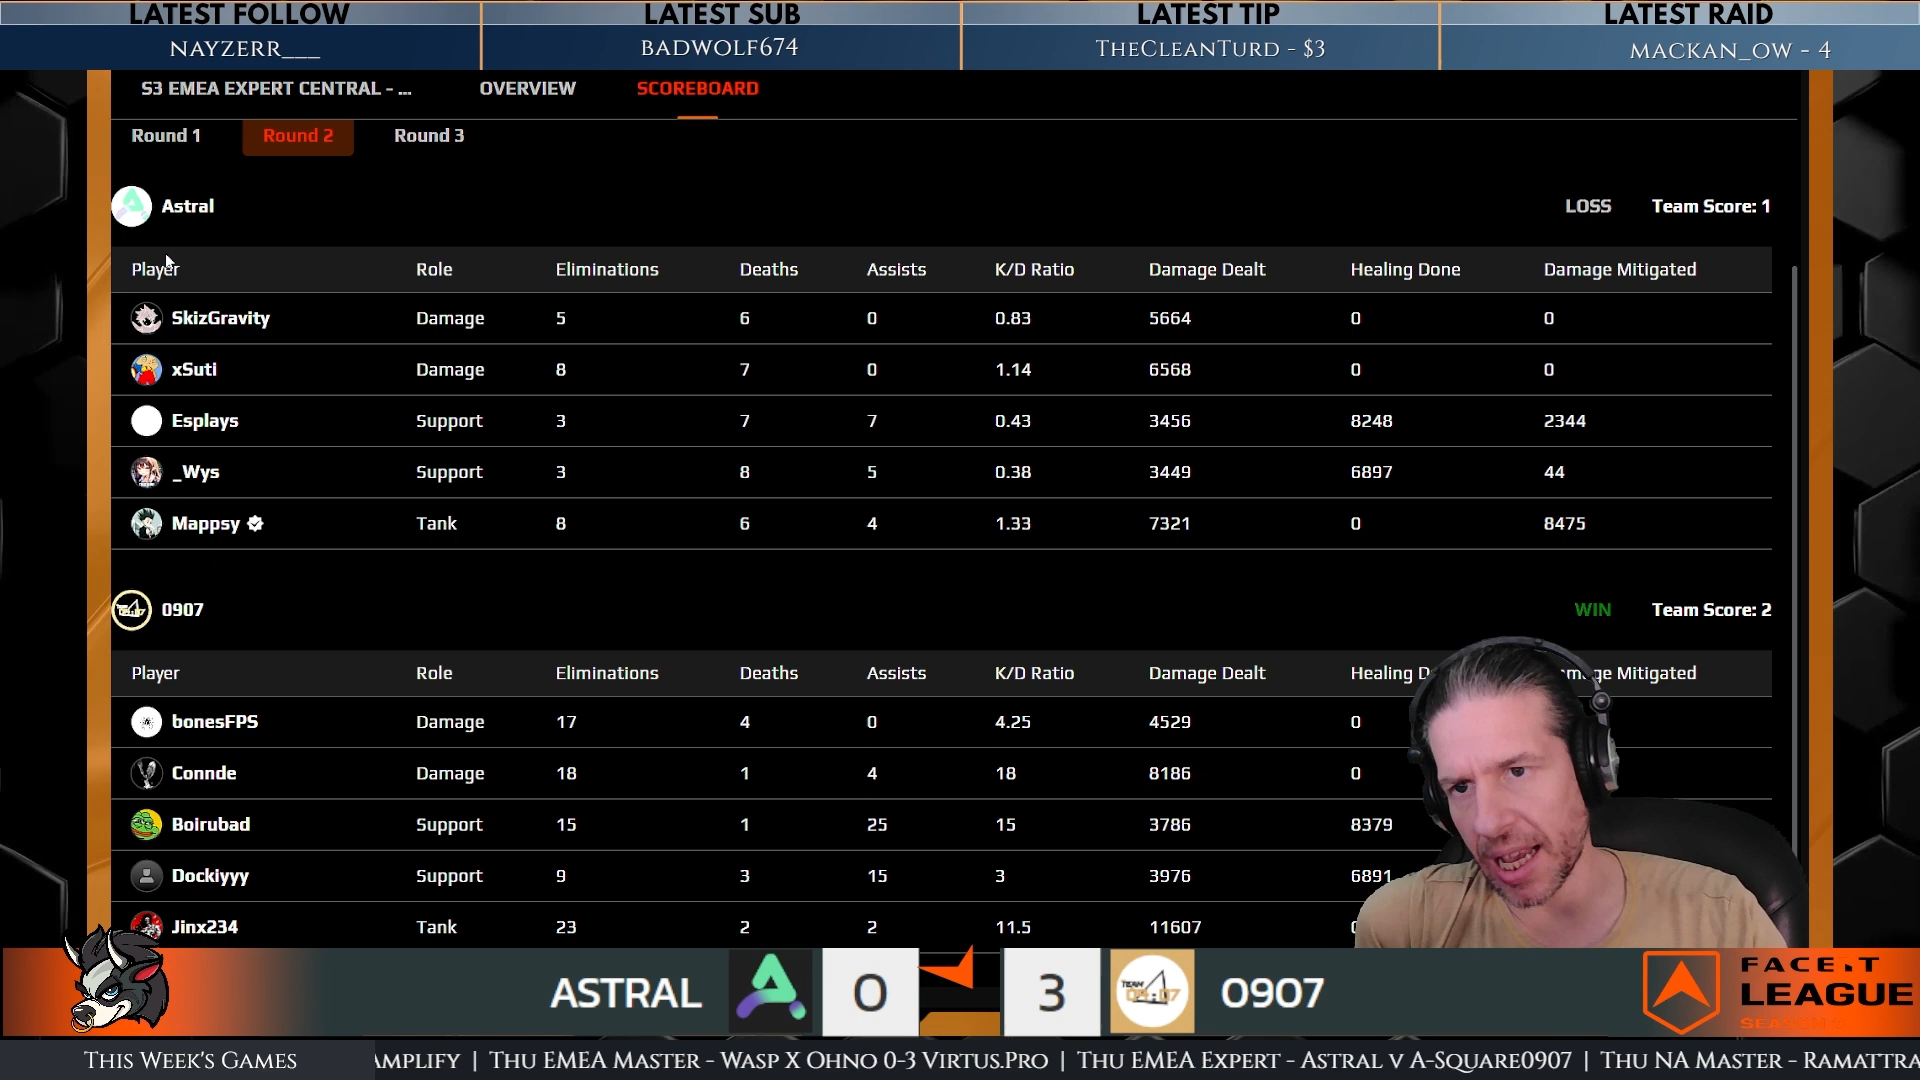 LATEST FOLLOW LATEST SUB LATEST TIP LATEST RAID
NAYZERR___ BADWOLF674 THECLEANTURD - $3 MACKAN_OW - 4
S3 EMEA EXPERT CENTRAL - ... OVERVIEW SCOREBOARD
Round 1 Round 2 Round 3
Astral LOSS Team Score: 1
Player Role Eliminations Deaths Assists K/D Ratio Damage Dealt Healing Done Damage Mitigated
SkizGravity Damage 5 6 0 0.83 5664 0 0
xSuti Damage 8 7 0 1.14 6568 0 0
Esplays Support 3 7 7 0.43 3456 8248 2344
_Wys Support 3 8 5 0.38 3449 6897 44
Mappsy Tank 8 6 4 1.33 7321 0 8475
0907 WIN Team Score: 2
Player Role Eliminations Deaths Assists K/D Ratio Damage Dealt Healing Mitigated
bonesFPS Damage 17 4 0 4.25 4529 0
Connde Damage 18 1 4 18 8186 0
Boirubad Support 15 1 25 15 3786 8379
Dockiyyy Support 9 3 15 3 3976 6891
Jinx234 Tank 23 2 2 11.5 11607
ASTRAL 0 3 TEAM 09:07 0907 FACEIT
LEAGUE
THIS WEEK'S GAMES AMPLIFY | THU EMEA MASTER - WASP X OHNO 0-3 VIRTUS.PRO | THU EMEA EXPERT - ASTRAL V A-SQUARE0907 | THU NA MASTER - RAMATTRA